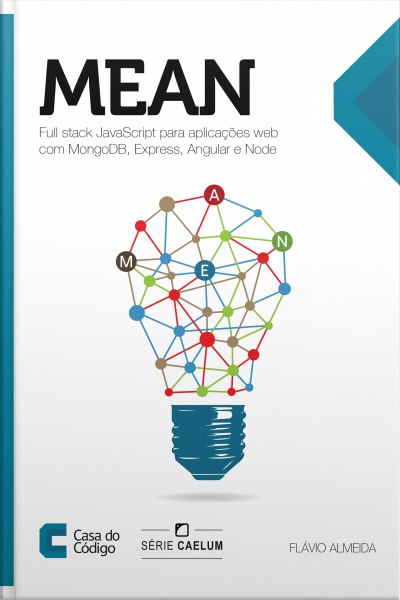 MEAN
Full stack JavaScript para aplicações web
com MongoDB, Express, Angular e Node
A
N
M
E
Casa do
Código
SÉRIE CAELUM
FLÁVIO ALMEIDA